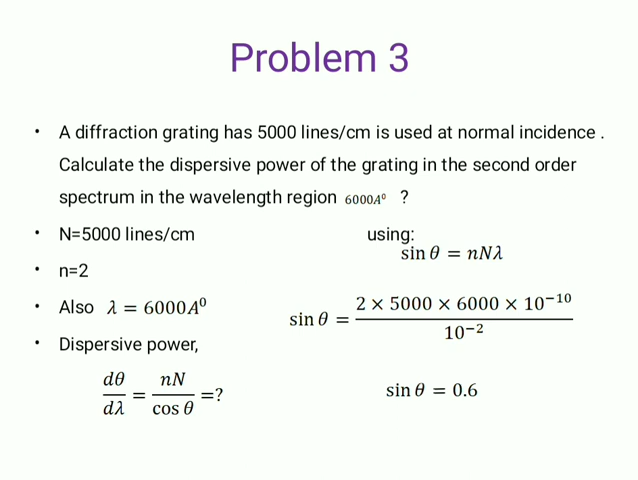 Problem 3
• A diffraction grating has 5000 lines/cm is used at normal incidence .
Calculate the dispersive power of the grating in the second order
spectrum in the wavelength region 6000A⁰ ?
• N=5000 lines/cm
• n=2
• Also λ = 6000A⁰
• Dispersive power,
dθ/dλ = nN/cos θ =?
using:
sin θ = nNλ
sin θ = 2 × 5000 × 6000 × 10⁻¹⁰/10⁻²
sin θ = 0.6